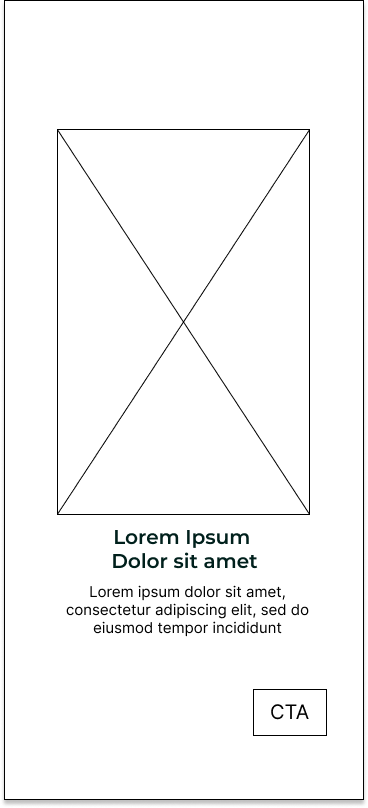 Lorem Ipsum
Dolor sit amet
Lorem ipsum dolor sit amet,
consectetur adipiscing elit, sed do
eiusmod tempor incididunt
CTA